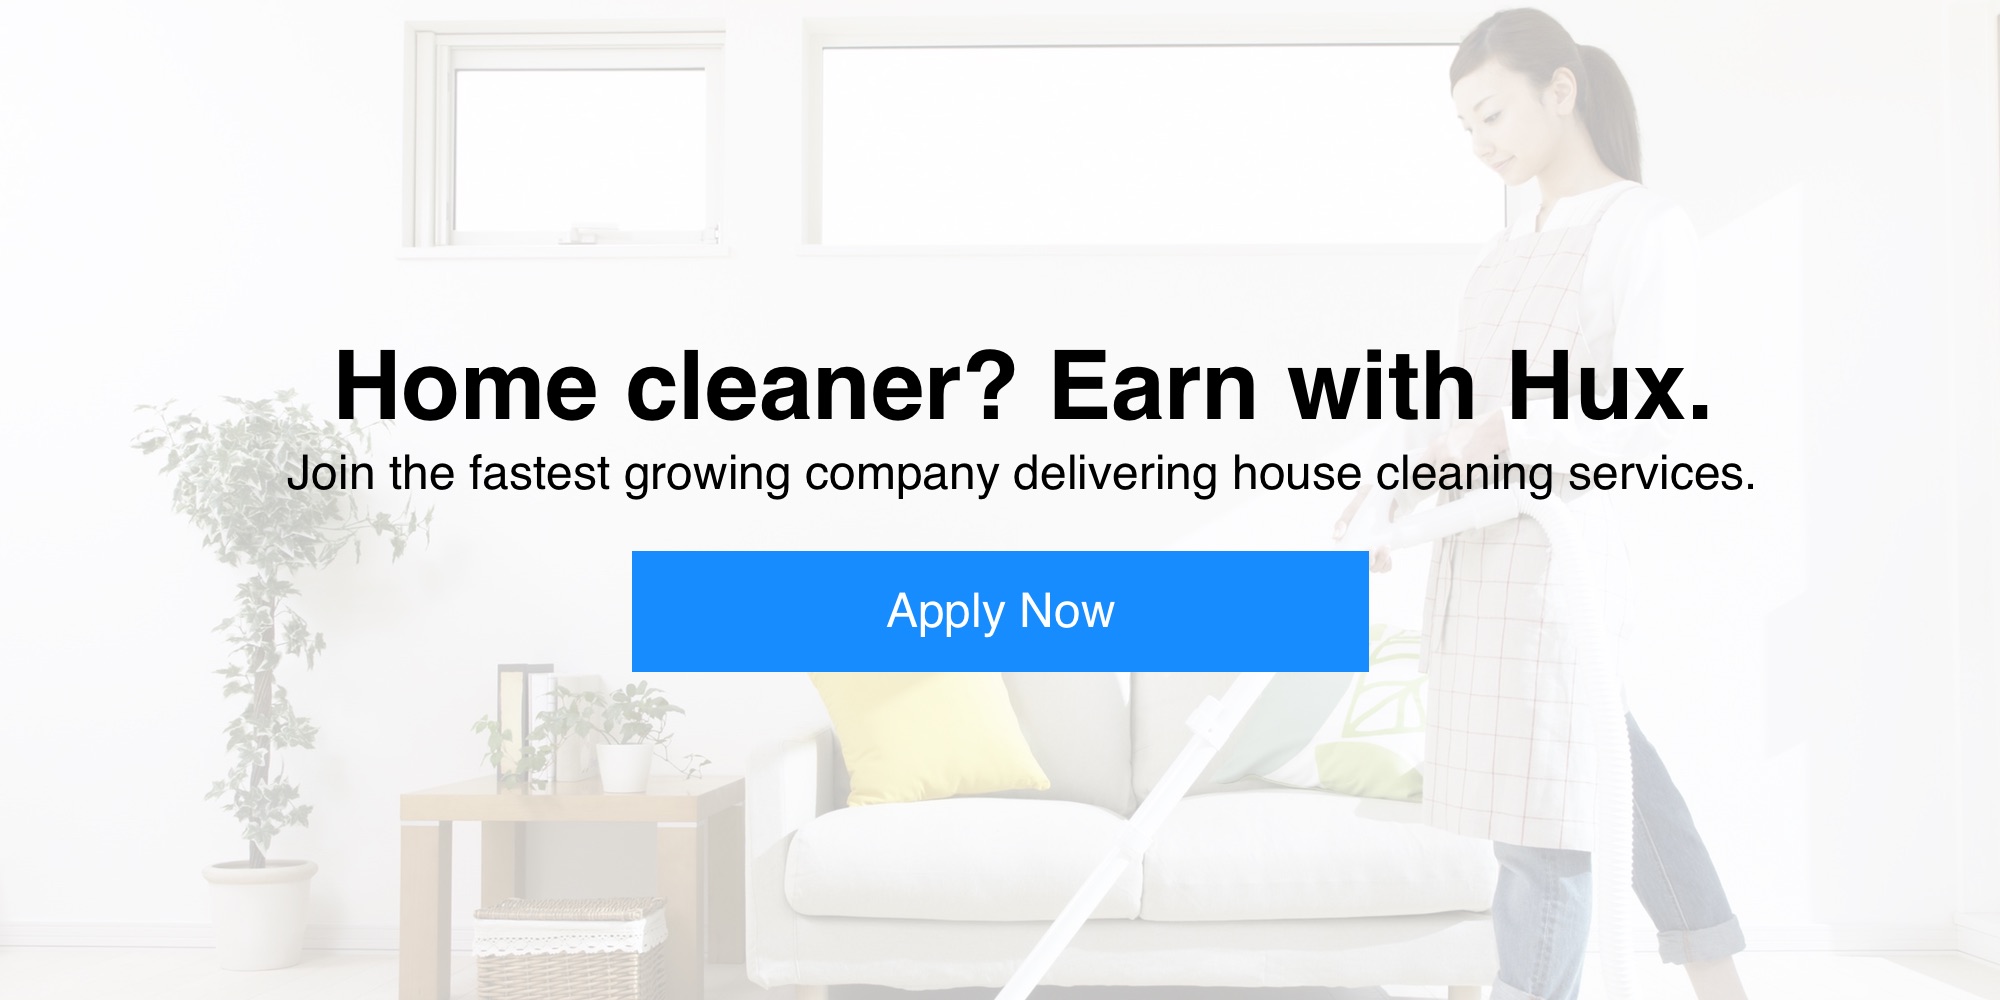 Home cleaner? Earn with Hux.
Join the fastest growing company delivering house cleaning services.
Apply Now